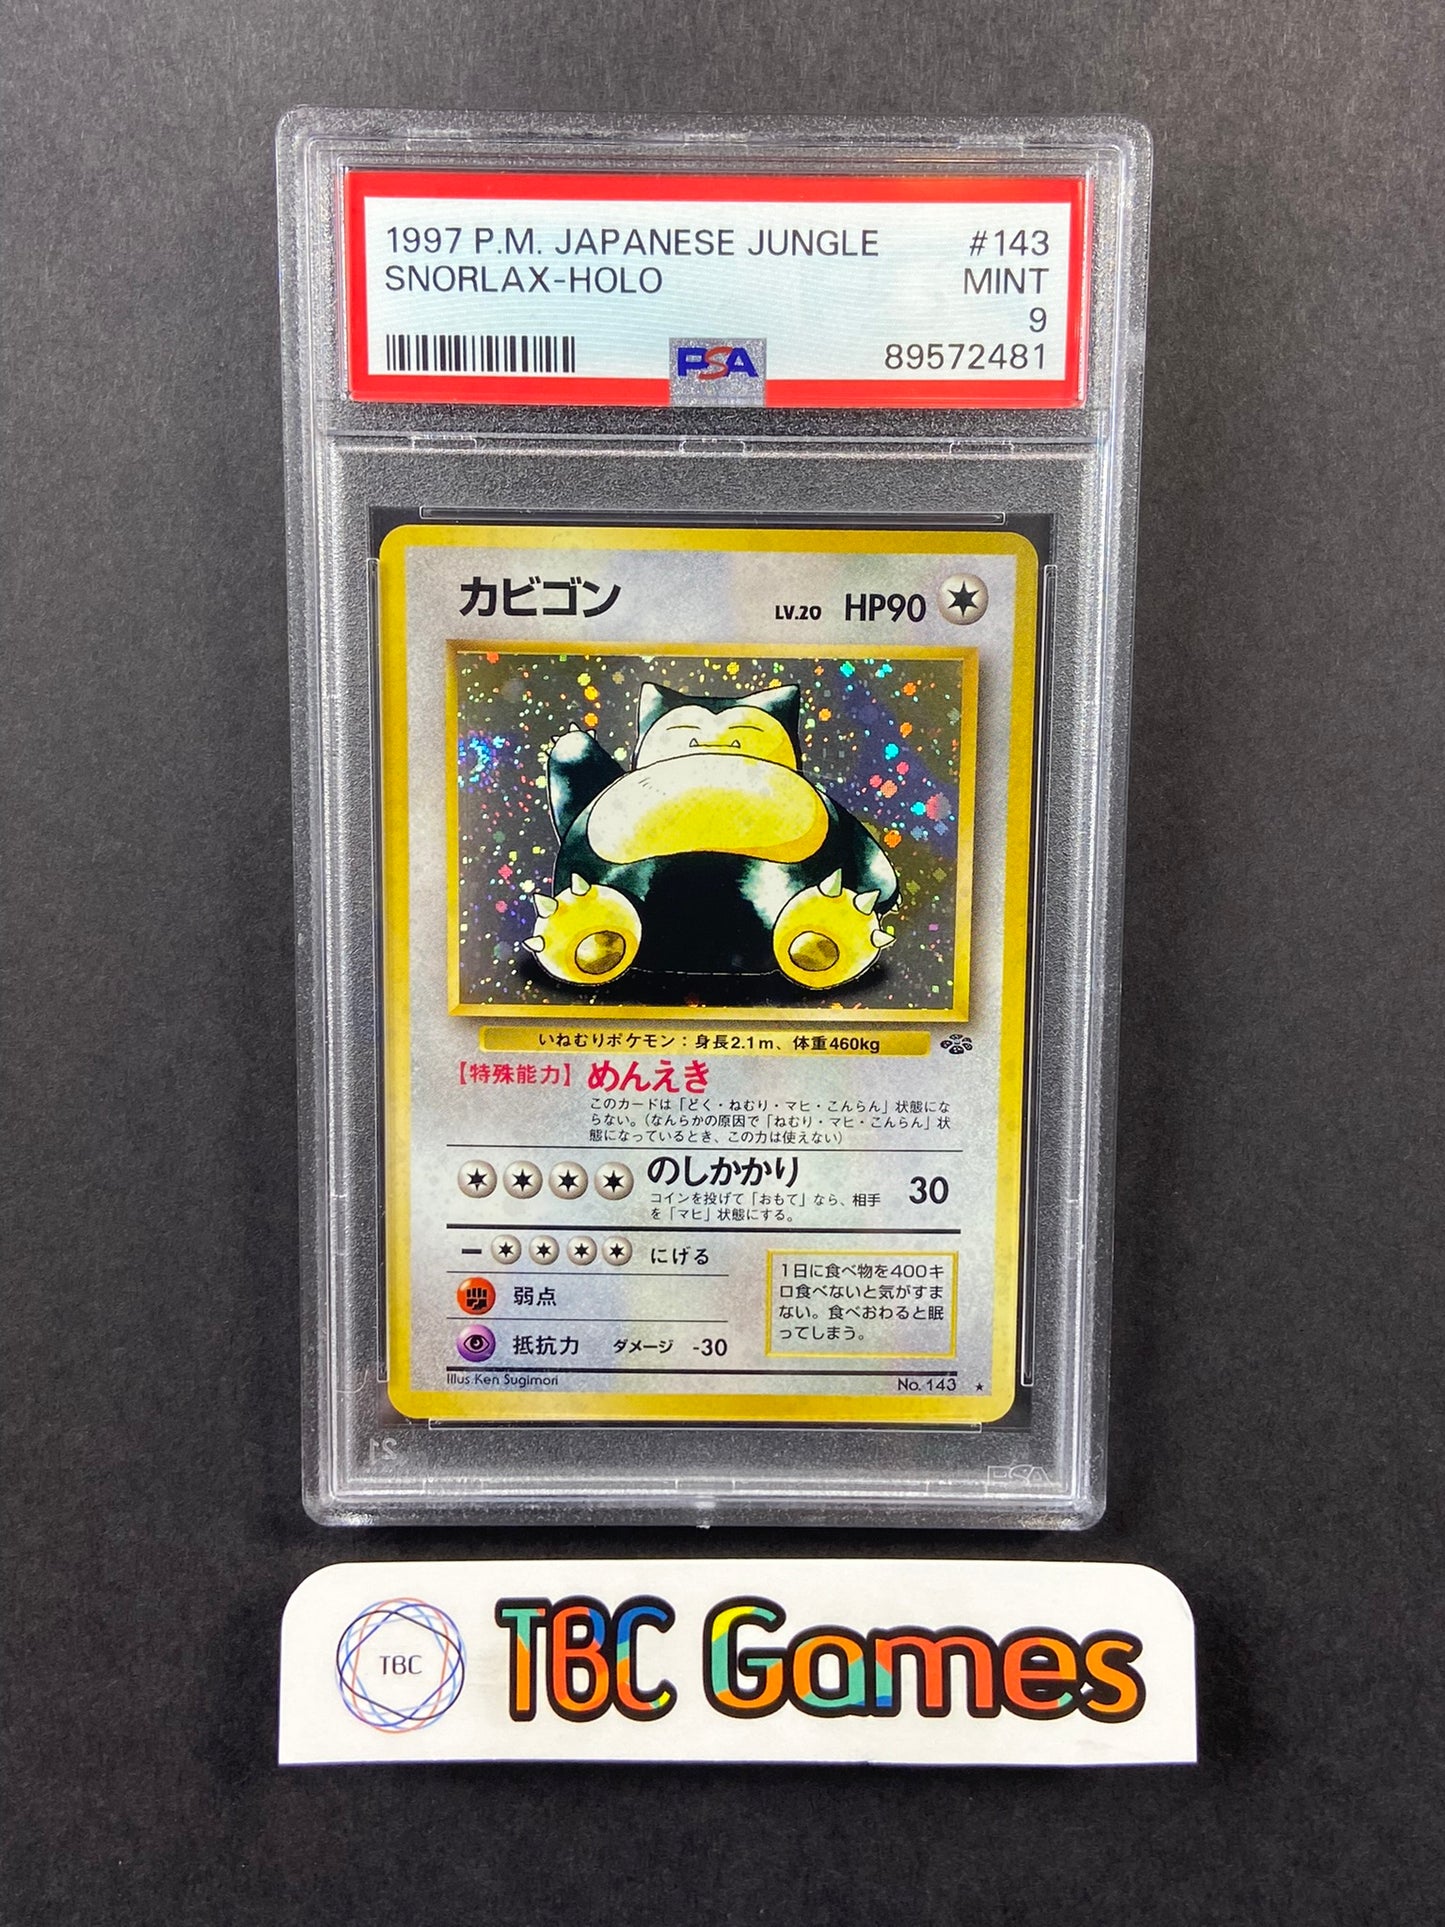 1997 P.M. JAPANESE JUNGLE #143
SNORLAX-HOLO MINT
9
PSA 89572481
カビゴン LV.20 HP90
いねむりポケモン：身長2.1m、体重460kg
【特殊能力】めんえき
このカードは「どく・ねむり・マヒ・こんらん」状態にな
らない。（なんらかの原因で「ねむり・マヒ・こんらん」状
態になっているとき、この力は使えない）
のしかかり 30
コインを投げて「おもて」なら、相手
を「マヒ」状態にする。
にげる
弱点
抵抗力 ダメージ -30
1日に食べ物を400キ
ロ食べないと気がすま
ない。食べおわると眠
ってしまう。
Illus. Ken Sugimori No. 143 ★
21 PSA
TBC TBC Games